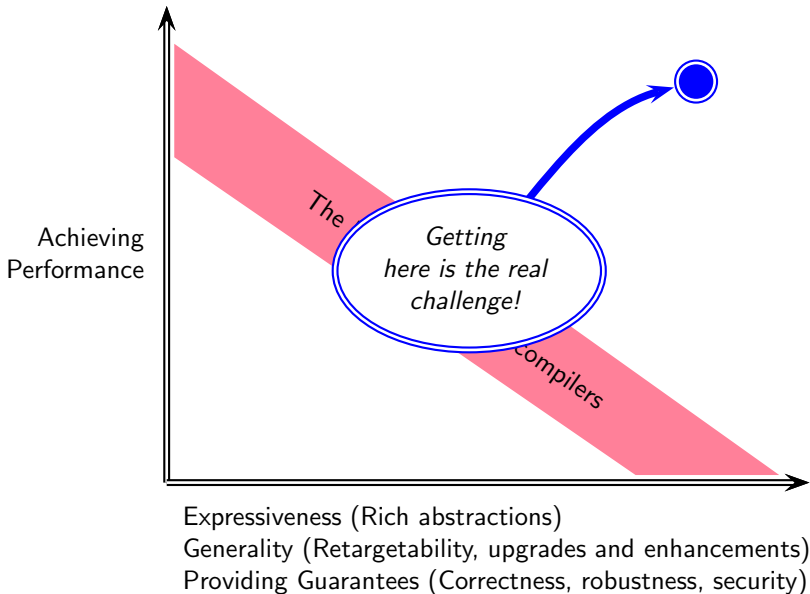 Achieving
Performance
The
Getting
here is the real
challenge!
compilers
Expressiveness (Rich abstractions)
Generality (Retargetability, upgrades and enhancements)
Providing Guarantees (Correctness, robustness, security)